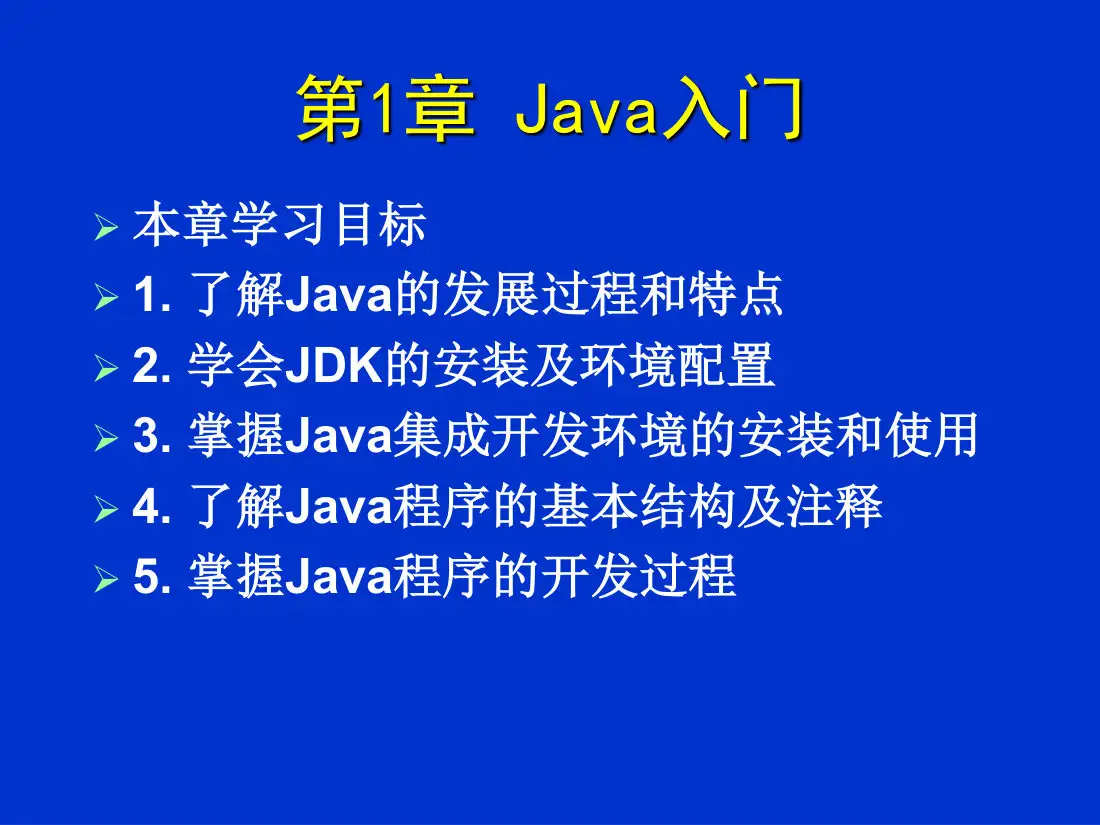 第1章 Java入门
本章学习目标
1. 了解Java的发展过程和特点
2. 学会JDK的安装及环境配置
3. 掌握Java集成开发环境的安装和使用
4. 了解Java程序的基本结构及注释
5. 掌握Java程序的开发过程